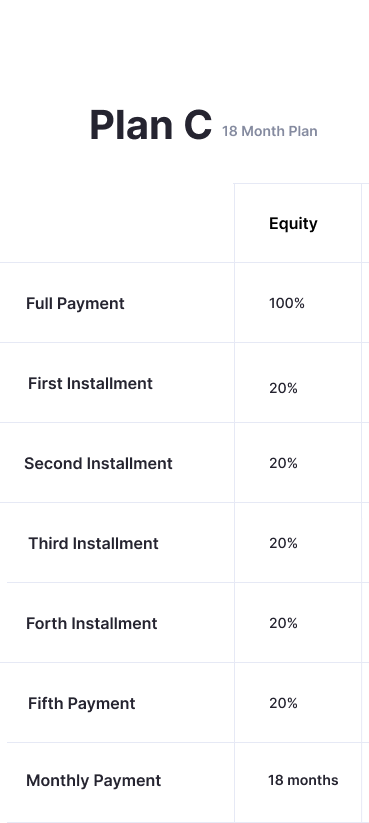 Plan C 18 Month Plan
Equity
Full Payment 100%
First Installment 20%
Second Installment 20%
Third Installment 20%
Forth Installment 20%
Fifth Payment 20%
Monthly Payment 18 months